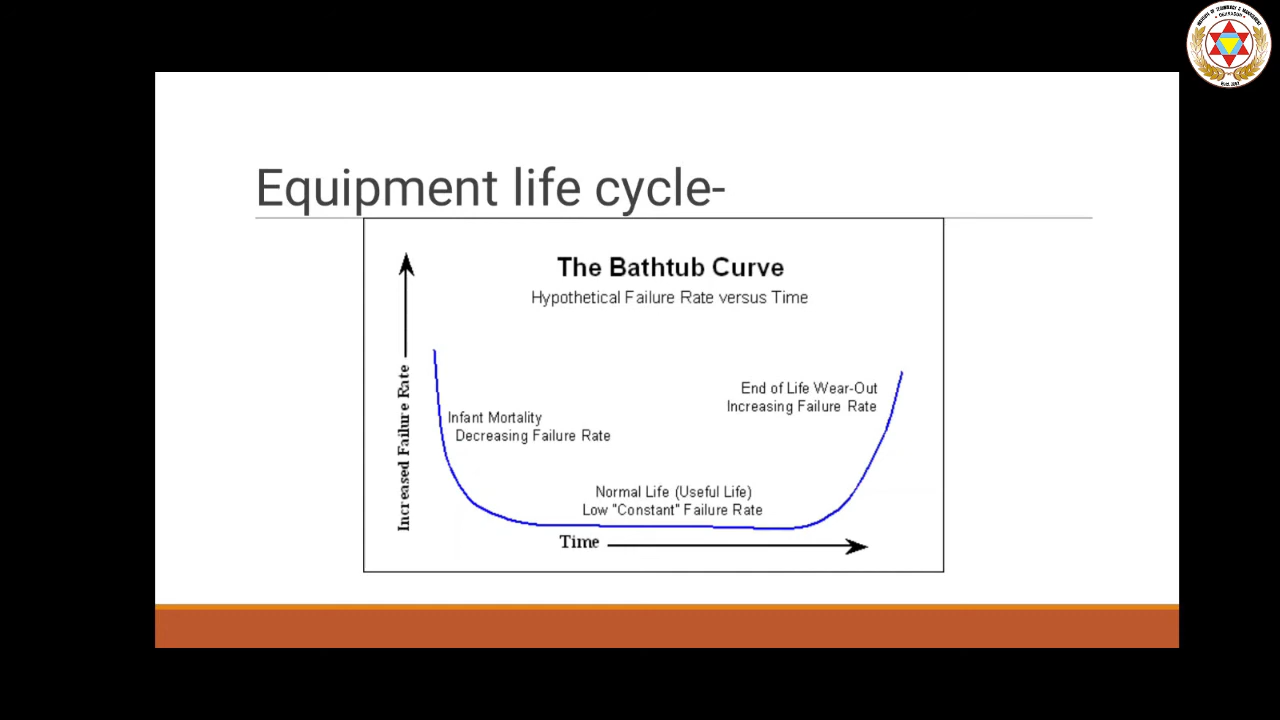 Equipment life cycle-
The Bathtub Curve
Hypothetical Failure Rate versus Time
Increased Failure Rate
Infant Mortality
Decreasing Failure Rate
End of Life Wear-Out
Increasing Failure Rate
Normal Life (Useful Life)
Low "Constant" Failure Rate
Time